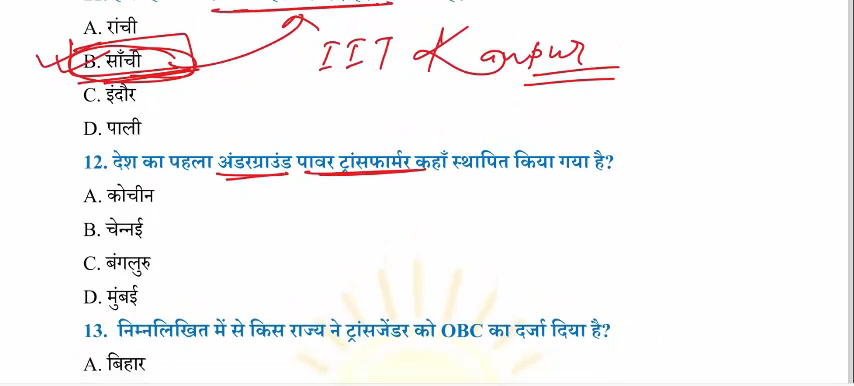 A. रांची
B. साँची
IIT Kanpur
C. इंदौर
D. पाली
12. देश का पहला अंडरग्राउंड पावर ट्रांसफार्मर कहाँ स्थापित किया गया है?
A. कोचीन
B. चेन्नई
C. बंगलुरु
D. मुंबई
13. निम्नलिखित में से किस राज्य ने ट्रांसजेंडर को OBC का दर्जा दिया है?
A. बिहार